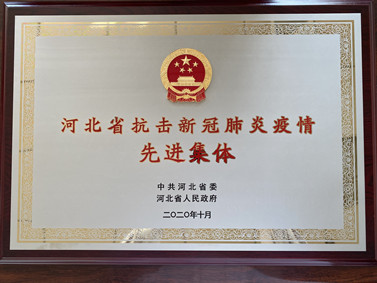 河北省抗击新冠肺炎疫情
先进集体
中共河北省委
河北省人民政府
二〇二〇年十月